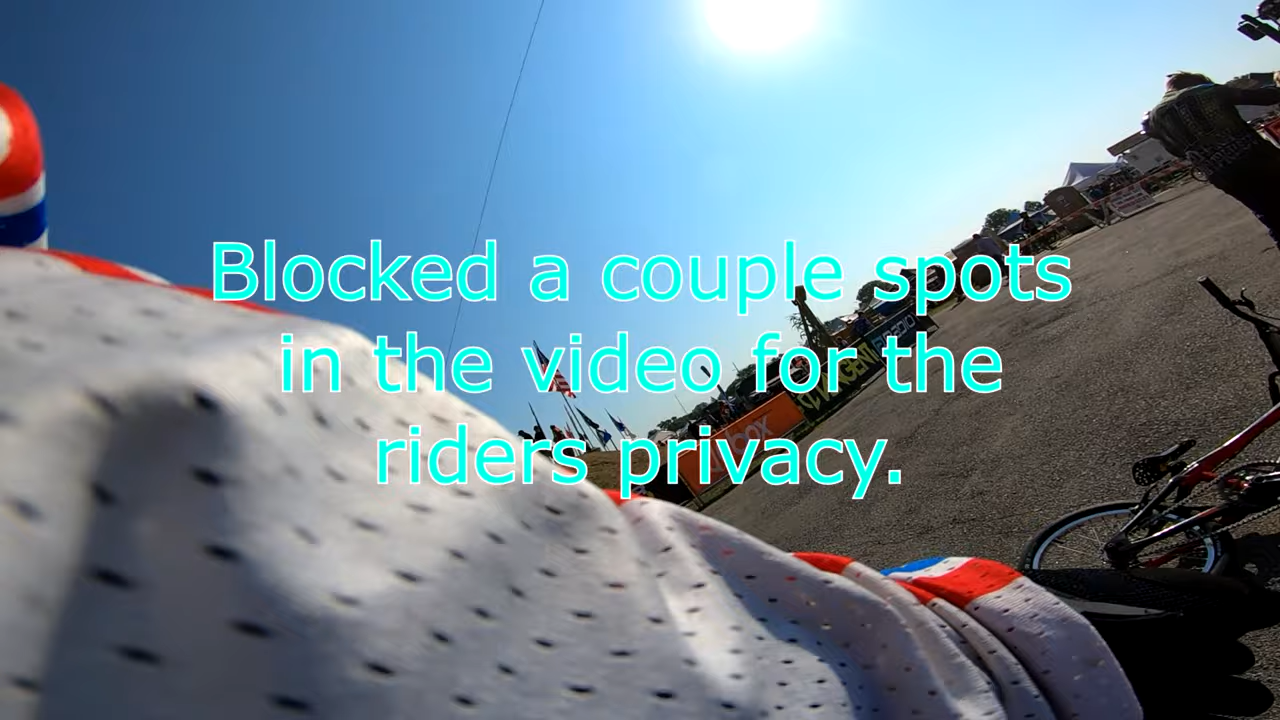 Blocked a couple spots
in the video for the
riders privacy.